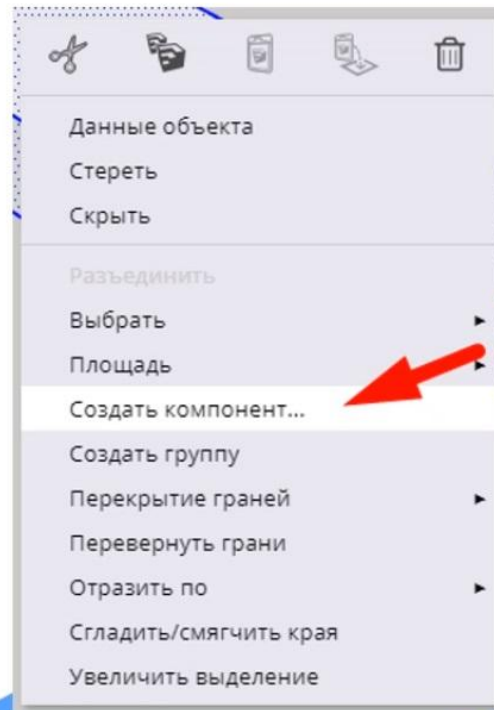 Данные объекта
Стереть
Скрыть
Разъединить
Выбрать
Площадь
Создать компонент...
Создать группу
Перекрытие граней
Перевернуть грани
Отразить по
Сгладить/смягчить края
Увеличить выделение